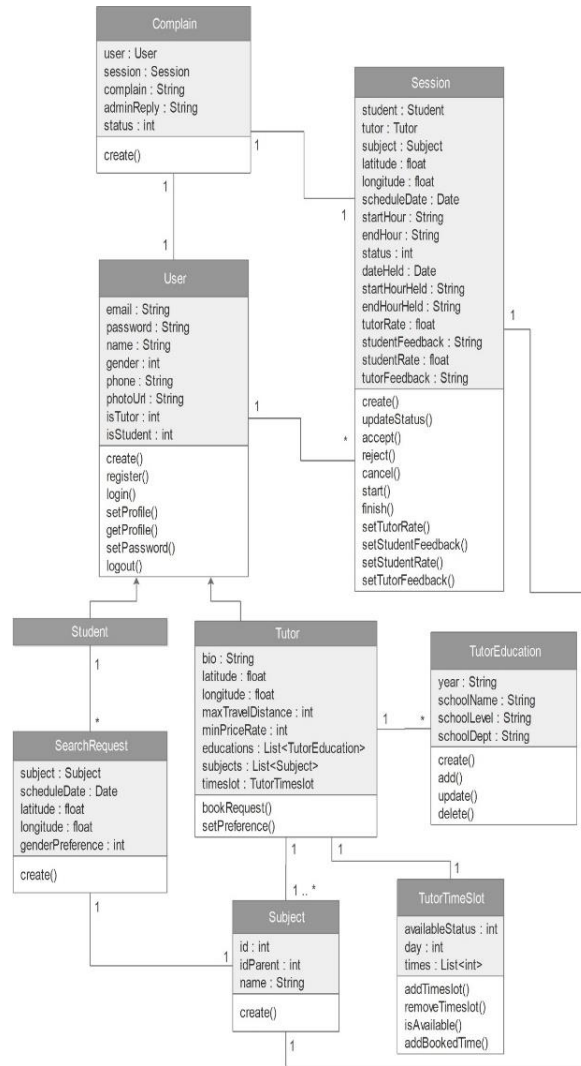 Complain
user : User
session : Session
complain : String
adminReply : String
status : int
create()
1
1
1
1
Session
student : Student
tutor : Tutor
subject : Subject
latitude : float
longitude : float
scheduleDate : Date
startHour : String
endHour : String
status : int
dateHeld : Date
startHourHeld : String
endHourHeld : String
tutorRate : float
studentFeedback : String
studentRate : float
tutorFeedback : String
create()
updateStatus()
accept()
reject()
cancel()
start()
finish()
setTutorRate()
setStudentFeedback()
setStudentRate()
setTutorFeedback()
1
User
email : String
password : String
name : String
gender : int
phone : String
photoUrl : String
isTutor : int
isStudent : int
create()
register()
login()
setProfile()
getProfile()
setPassword()
logout()
1
*
Student
1
*
Tutor
bio : String
latitude : float
longitude : float
maxTravelDistance : int
minPriceRate : int
educations : List<TutorEducation>
subjects : List<Subject>
timeslot : TutorTimeslot
bookRequest()
setPreference()
1
*
TutorEducation
year : String
schoolName : String
schoolLevel : String
schoolDept : String
create()
add()
update()
delete()
SearchRequest
subject : Subject
scheduleDate : Date
latitude : float
longitude : float
genderPreference : int
create()
1
1
1
1 .. *
1
1
Subject
id : int
idParent : int
name : String
create()
1
TutorTimeSlot
availableStatus : int
day : int
times : List<int>
addTimeslot()
removeTimeslot()
isAvailable()
addBookedTime()